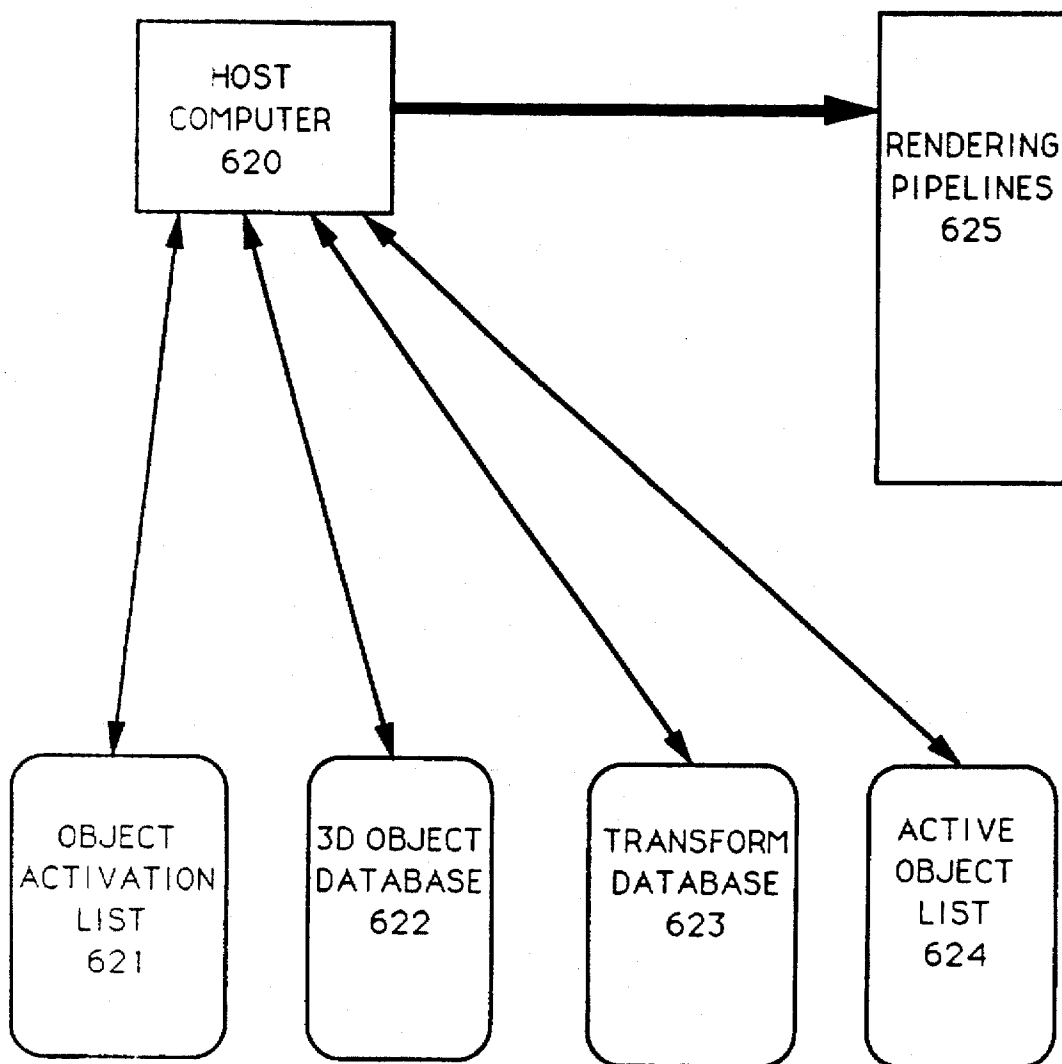 HOST
COMPUTER
620
RENDERING
PIPELINES
625
OBJECT
ACTIVATION
LIST
621
3D OBJECT
DATABASE
622
TRANSFORM
DATABASE
623
ACTIVE
OBJECT
LIST
624